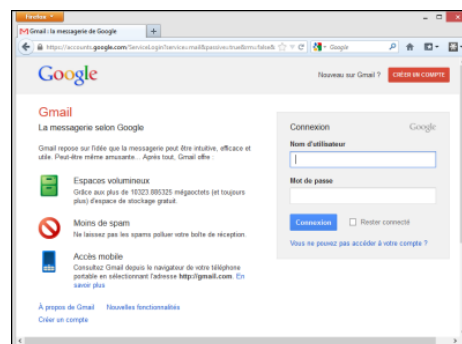 Firefox
Gmail : la messagerie de Google
https://accounts.google.com/ServiceLogin?service=mail&passive=true&rm=false&
Google
Google
Nouveau sur Gmail ?
CRÉER UN COMPTE
Gmail
La messagerie selon Google
Gmail repose sur l'idée que la messagerie peut être intuitive, efficace et
utile. Peut-être même amusante... Après tout, Gmail offre :
Espaces volumineux
Grâce aux plus de 10323.885325 mégaoctets (et toujours
plus) d'espace de stockage gratuit.
Moins de spam
Ne laissez pas les spams polluer votre boîte de réception.
Accès mobile
Consultez Gmail depuis le navigateur de votre téléphone
portable en sélectionnant l'adresse http://gmail.com. En
savoir plus
À propos de Gmail Nouvelles fonctionnalités
Créer un compte
Connexion Google
Nom d'utilisateur
Mot de passe
Connexion Rester connecté
Vous ne pouvez pas accéder à votre compte ?